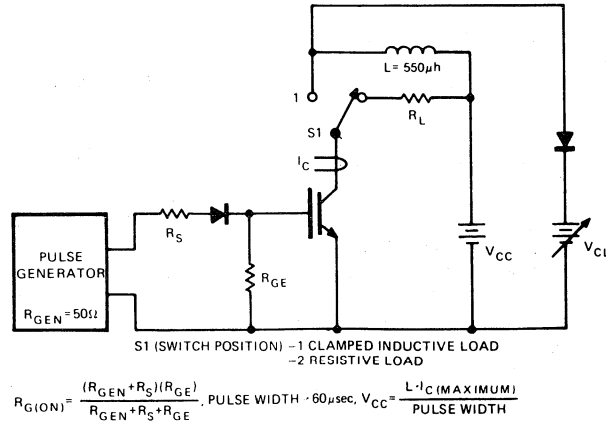 L = 550μh
1
S1
R_L
I_C
R_S
PULSE
GENERATOR
R_GEN = 50Ω
R_GE
V_CC
V_CL
S1 (SWITCH POSITION) -1 CLAMPED INDUCTIVE LOAD
-2 RESISTIVE LOAD
R_G(ON) = (R_GEN+R_S)(R_GE) / R_GEN+R_S+R_GE , PULSE WIDTH -60μsec, V_CC = L·I_C(MAXIMUM) / PULSE WIDTH